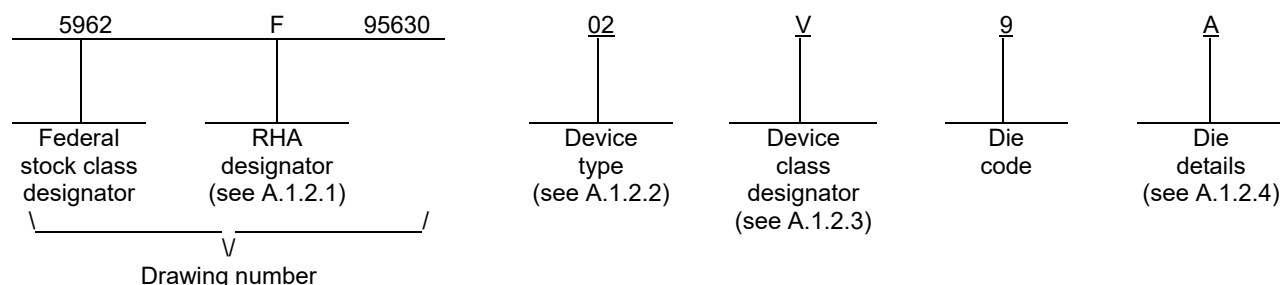 5962 F 95630 02 V 9 A
Federal stock class designator
RHA designator (see A.1.2.1)
Device type (see A.1.2.2)
Device class designator (see A.1.2.3)
Die code
Die details (see A.1.2.4)
\ /
\/
Drawing number